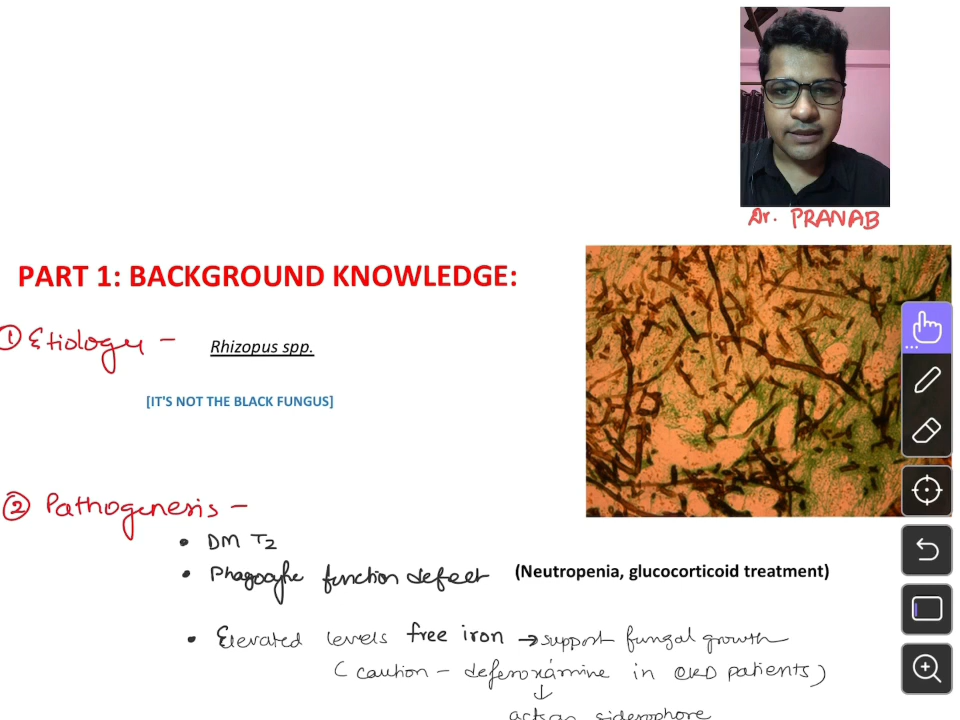 Dr. PRANAB
PART 1: BACKGROUND KNOWLEDGE:
① Etiology - Rhizopus spp.
[IT'S NOT THE BLACK FUNGUS]
② Pathogenesis -
• DM T2
• Phagocyte function defect (Neutropenia, glucocorticoid treatment)
• Elevated levels free iron → support fungal growth
(caution - deferoxamine in CKD patients)
↓
act as siderophore